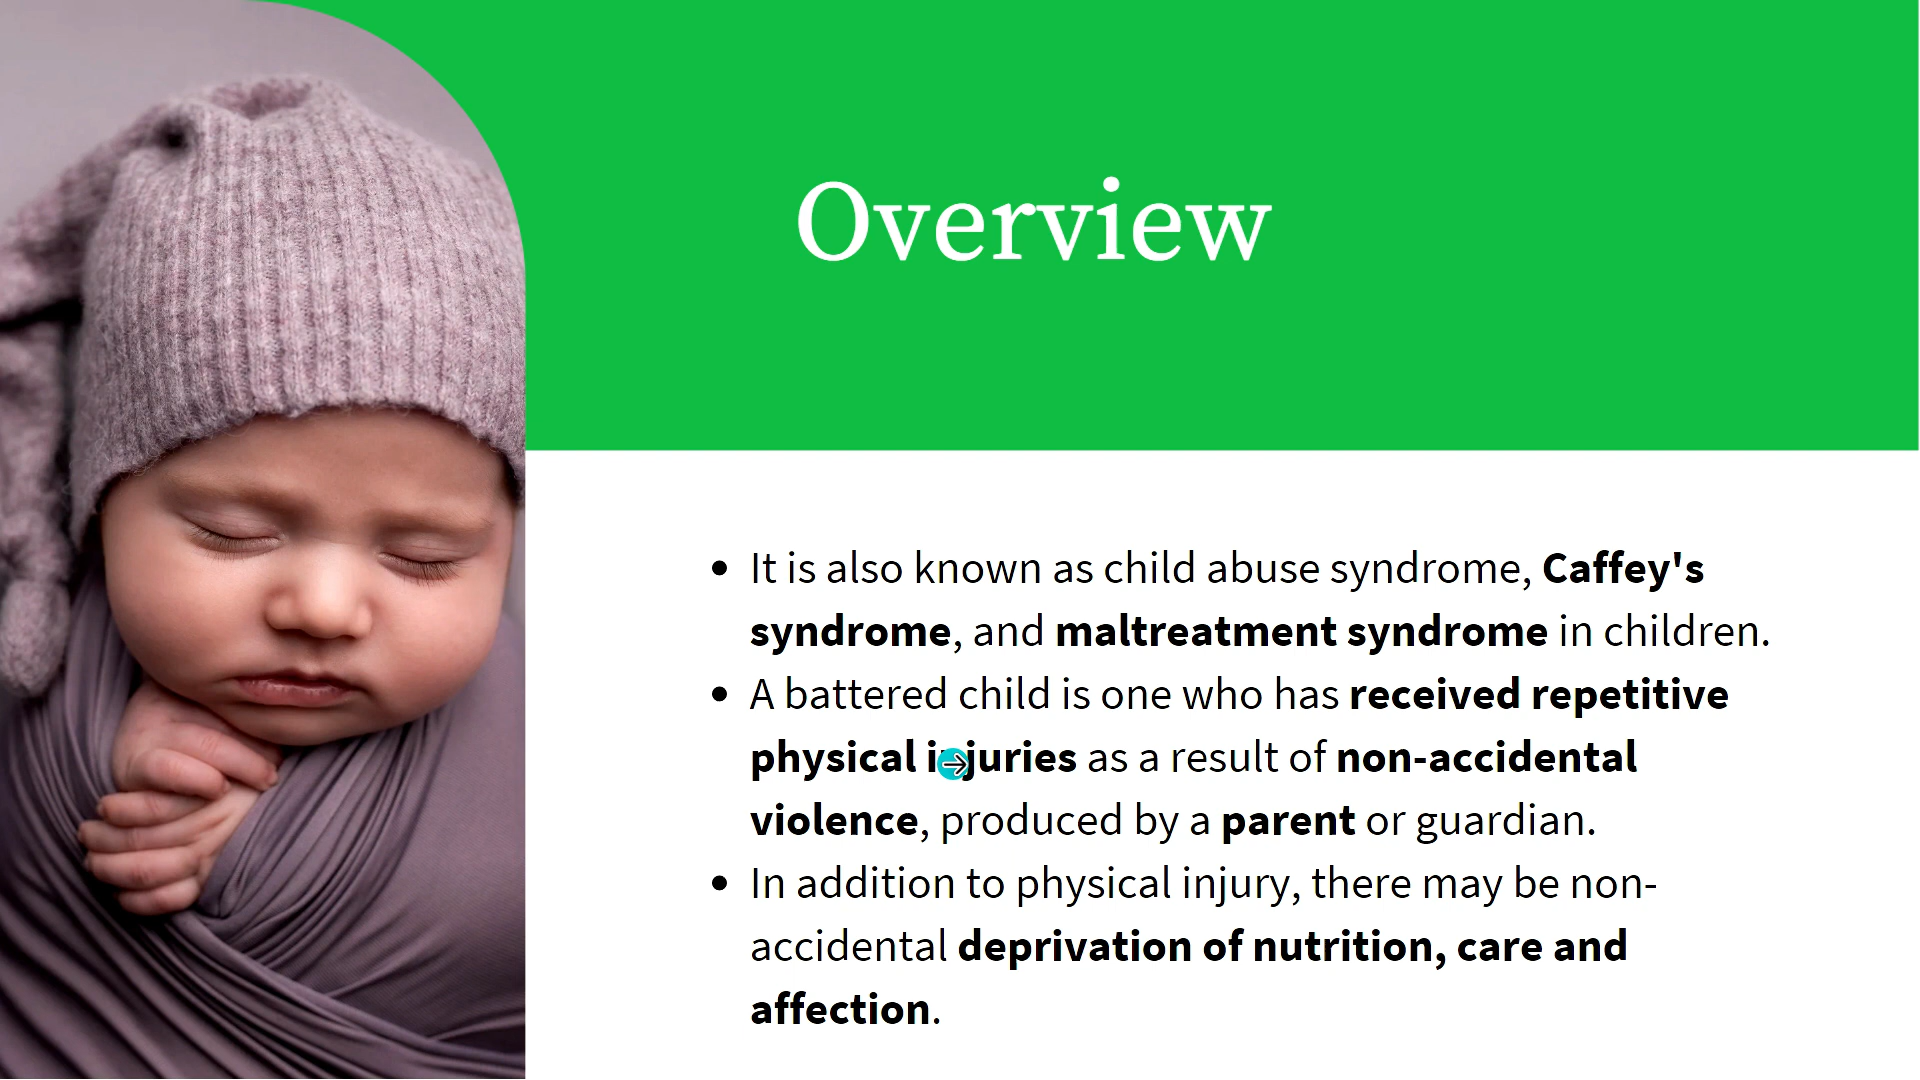 Overview
• It is also known as child abuse syndrome, Caffey's
syndrome, and maltreatment syndrome in children.
• A battered child is one who has received repetitive
physical injuries as a result of non-accidental
violence, produced by a parent or guardian.
• In addition to physical injury, there may be non-
accidental deprivation of nutrition, care and
affection.